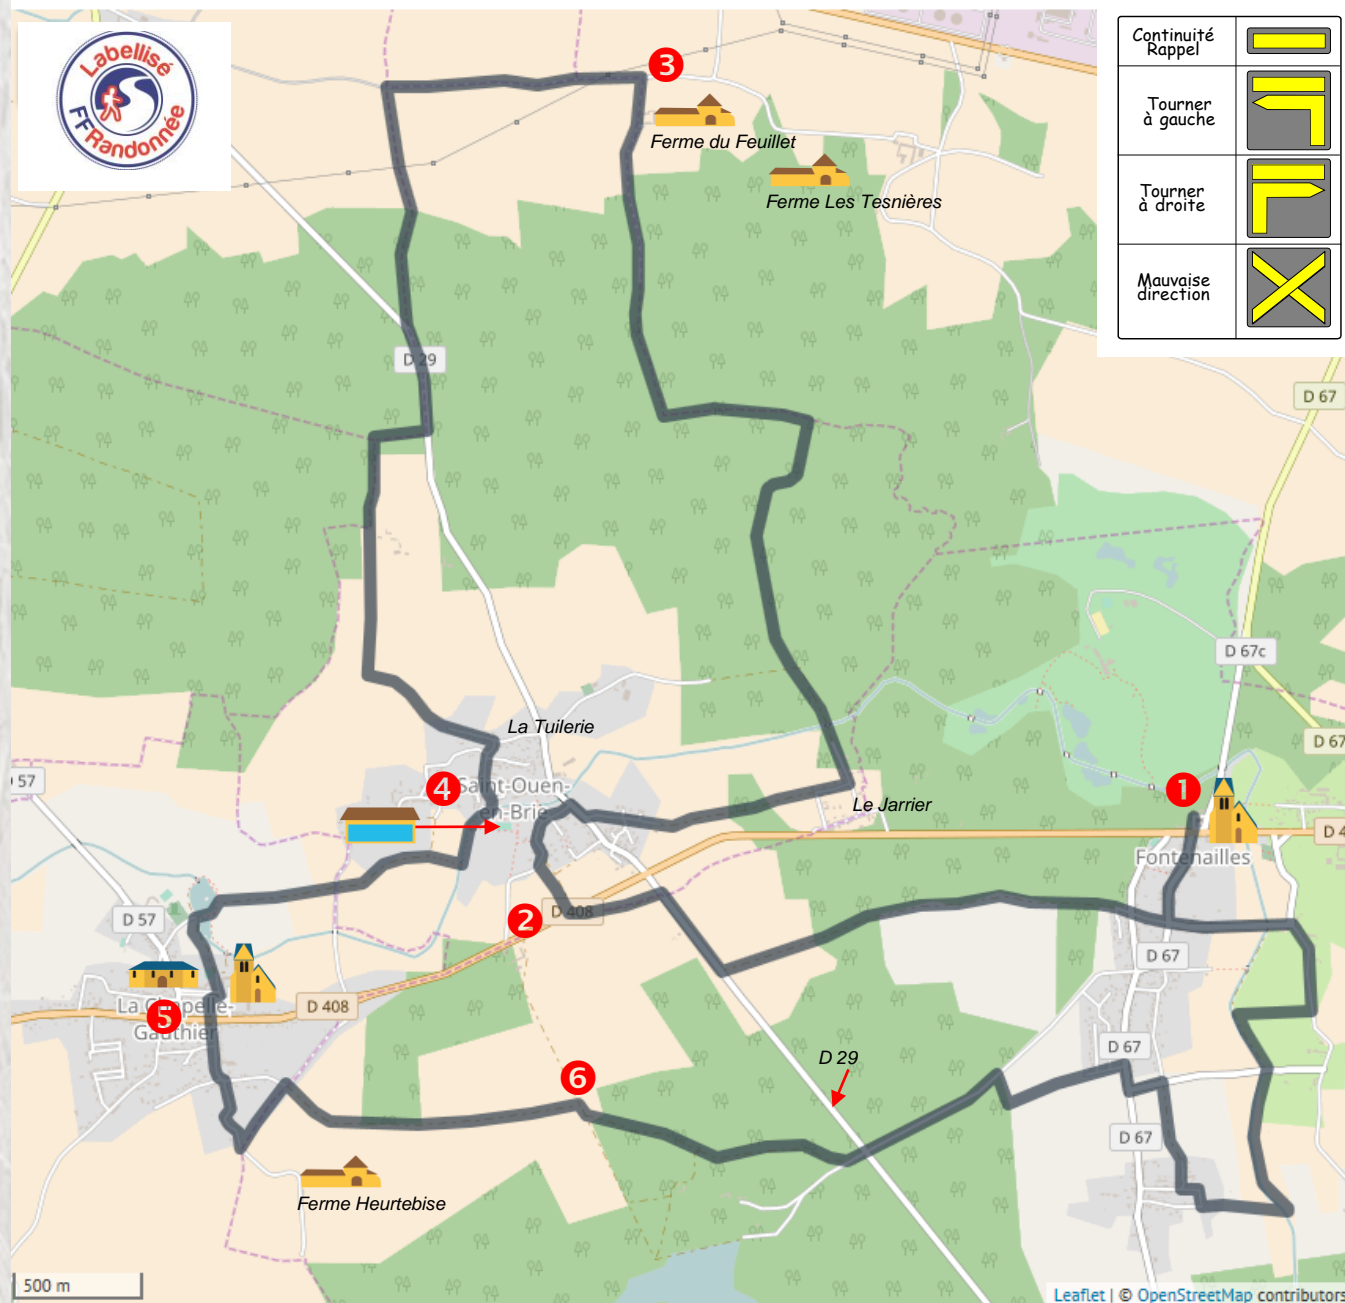 Labellisé
FFRandonnée
Continuité
Rappel
Tourner
à gauche
Tourner
à droite
Mauvaise
direction
3
Ferme du Feuillet
Ferme Les Tesnières
D 29
D 67
D 67c
D 67
La Tuilerie
57
4
Saint-Ouen-
en-Brie
1
Le Jarrier
D 4
Fontenailles
2
D 408
D 57
D 67
La Chapelle-
Gauthier
5
D 408
D 67
D 29
6
D 67
Ferme Heurtebise
500 m
Leaflet | © OpenStreetMap contributors